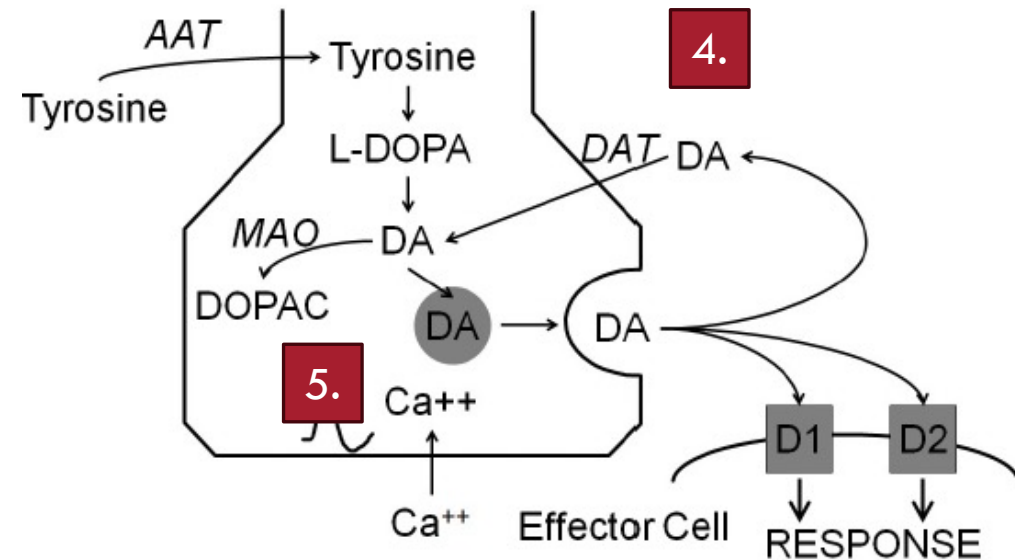 AAT
Tyrosine
Tyrosine
4.
L-DOPA
DAT
DA
MAO
DA
DOPAC
DA
DA
5.
Ca++
D1
D2
Ca++
Effector Cell
RESPONSE